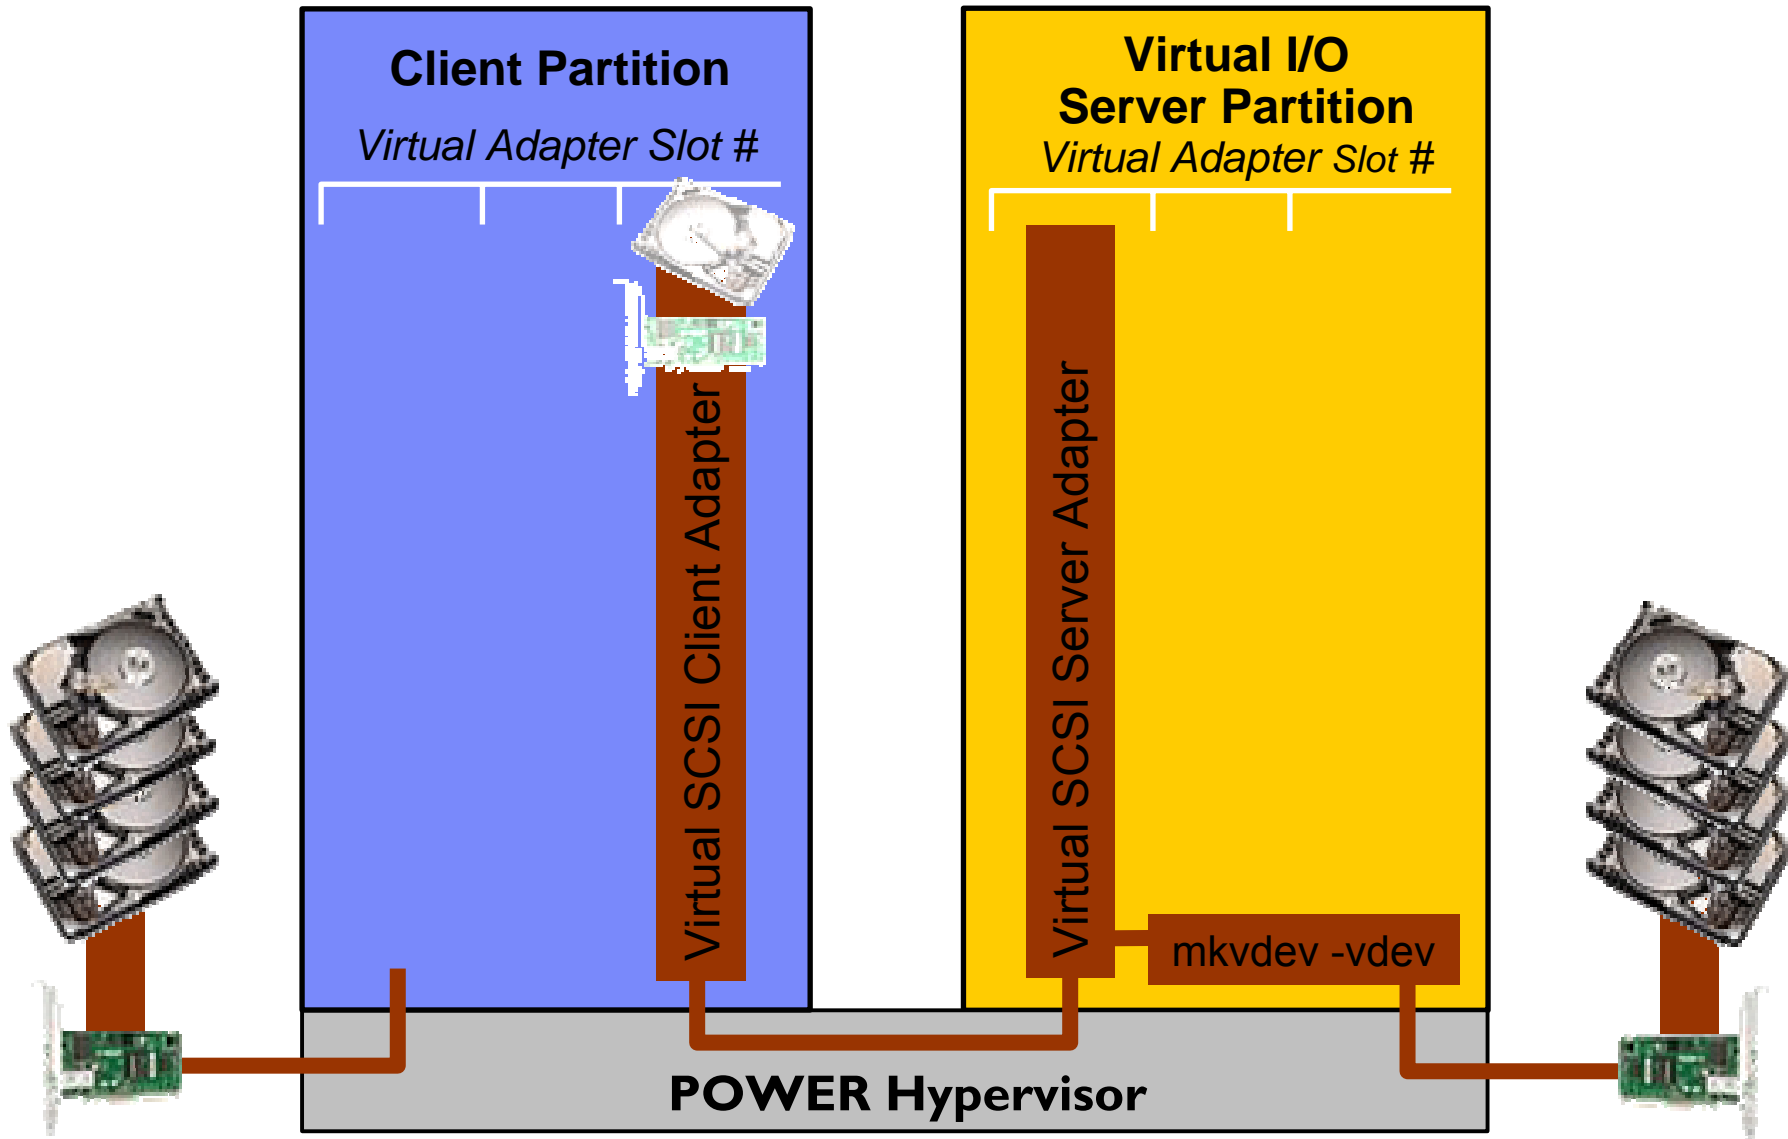 Client Partition
Virtual Adapter Slot #
Virtual SCSI Client Adapter
Virtual I/O
Server Partition
Virtual Adapter Slot #
Virtual SCSI Server Adapter
mkvdev -vdev
POWER Hypervisor